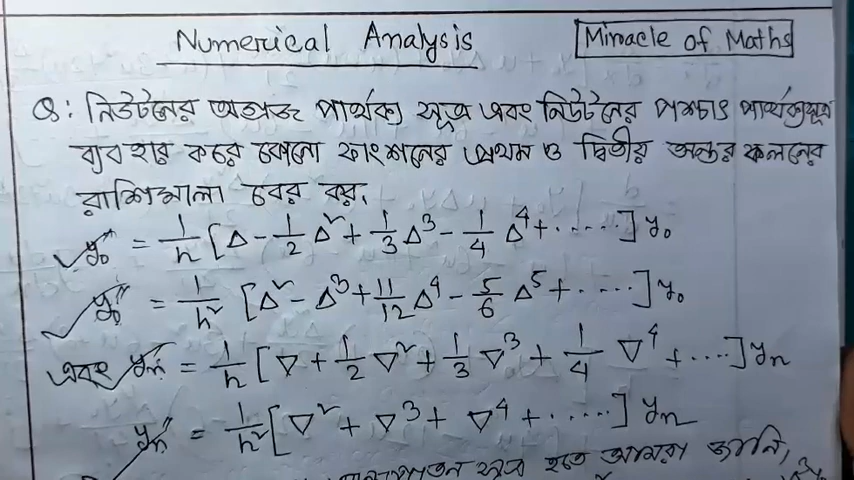 Numerical Analysis
Miracle of Maths
Q: নিউটনের অগ্রজ পার্থক্য সূত্র এবং নিউটনের পশ্চাৎ পার্থক্য সূত্র
ব্যবহার করে কোনো ফাংশনের প্রথম ও দ্বিতীয় অন্তর কলনের
রাশিমালা বের কর।
y₀' = 1/h [Δ - 1/2 Δ² + 1/3 Δ³ - 1/4 Δ⁴ + ......] y₀
y₀'' = 1/h² [Δ² - Δ³ + 11/12 Δ⁴ - 5/6 Δ⁵ + ......] y₀
এবং yₙ' = 1/h [∇ + 1/2 ∇² + 1/3 ∇³ + 1/4 ∇⁴ + ....] yₙ
yₙ'' = 1/h² [∇² + ∇³ + ∇⁴ + ......] yₙ
সূত্র হতে আমরা জানি,